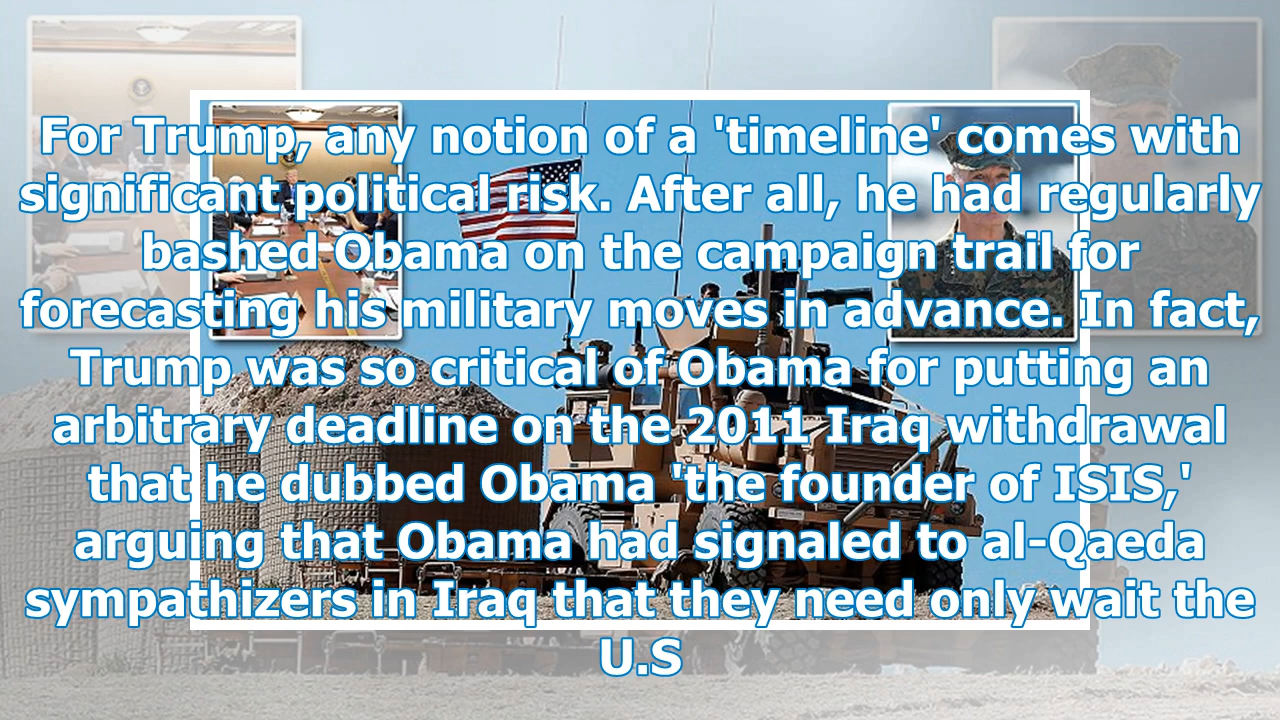 For Trump, any notion of a 'timeline' comes with
significant political risk. After all, he had regularly
bashed Obama on the campaign trail for
forecasting his military moves in advance. In fact,
Trump was so critical of Obama for putting an
arbitrary deadline on the 2011 Iraq withdrawal
that he dubbed Obama 'the founder of ISIS,'
arguing that Obama had signaled to al-Qaeda
sympathizers in Iraq that they need only wait the
U.S